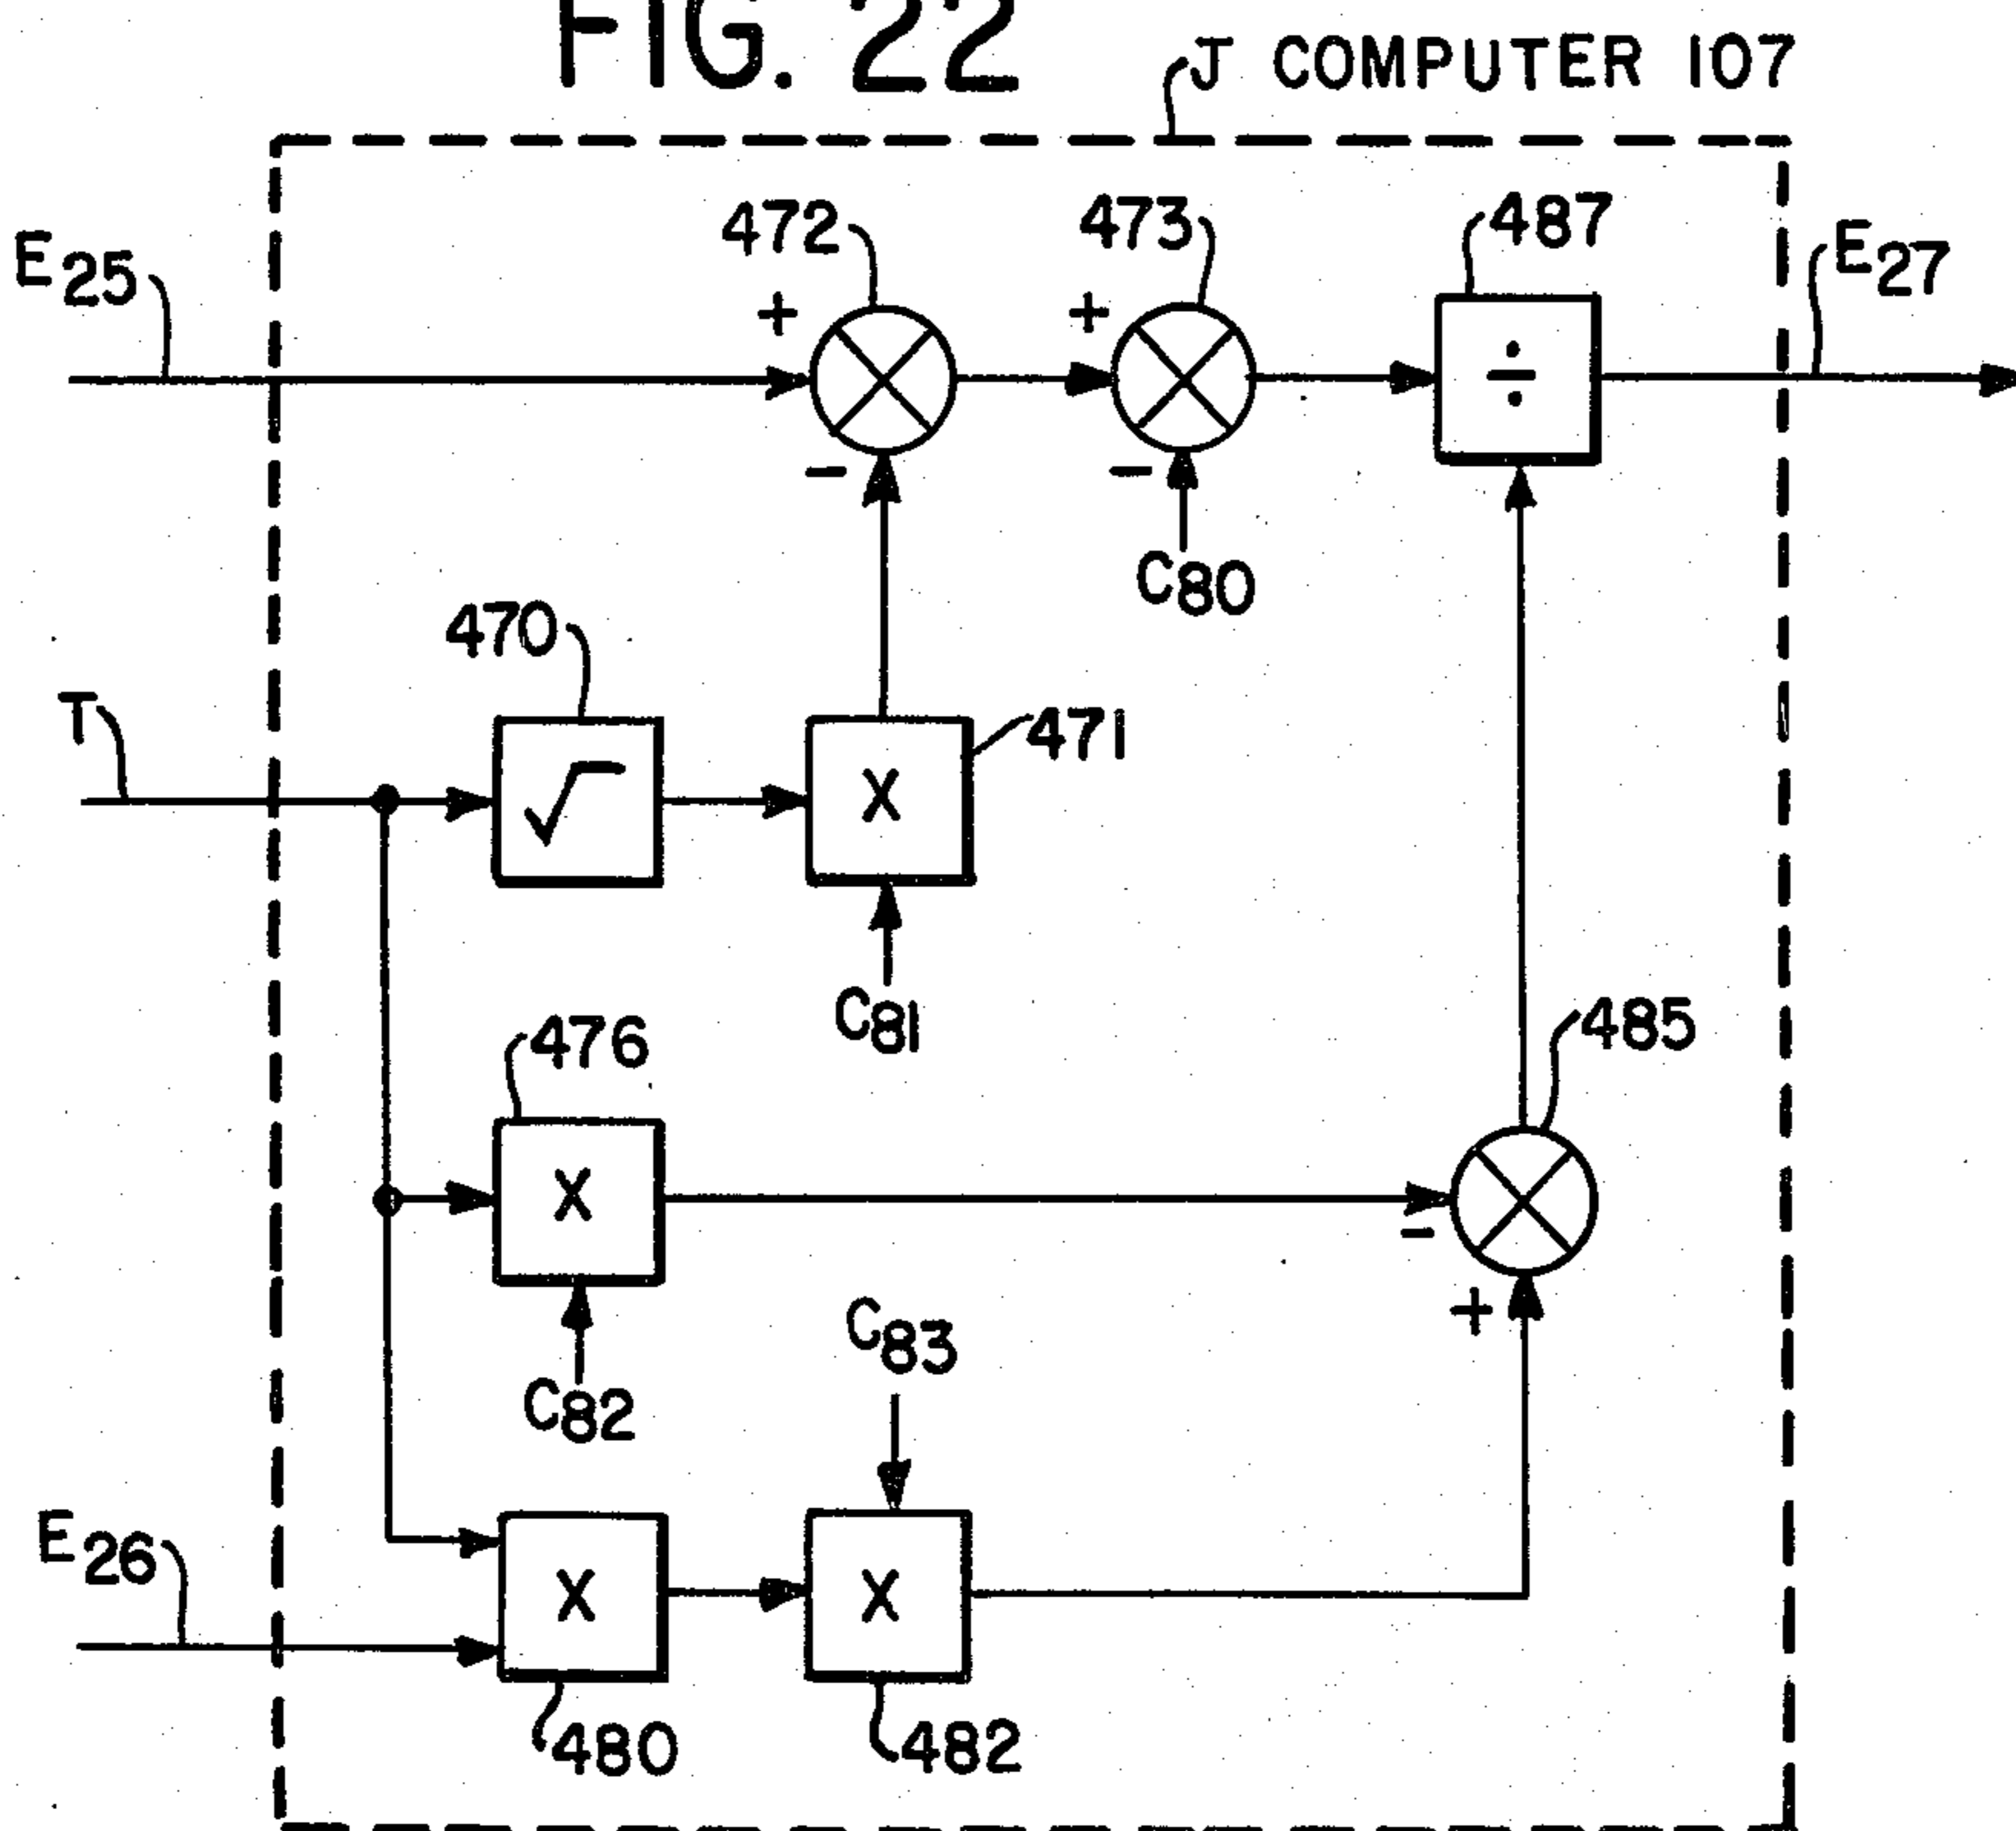 FIG. 22
J COMPUTER 107
472
473
487
E25
E27
+
+
÷
-
-
C80
470
T
471
√
X
C81
476
485
X
-
+
C83
C82
E26
X
X
480
482